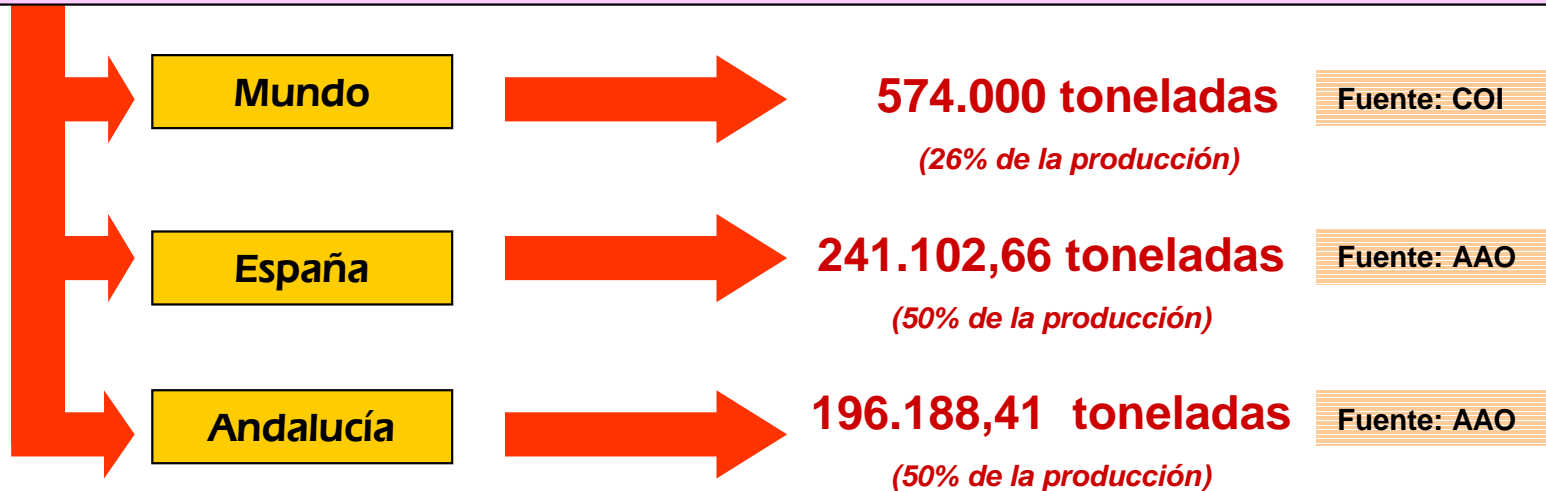 Mundo
574.000 toneladas
Fuente: COI
(26% de la producción)
España
241.102,66 toneladas
Fuente: AAO
(50% de la producción)
Andalucía
196.188,41 toneladas
Fuente: AAO
(50% de la producción)